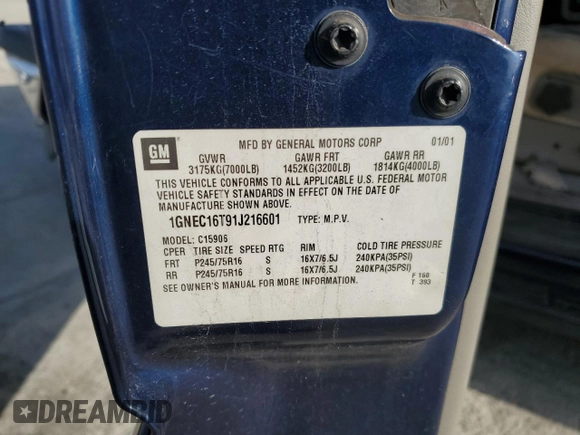 GM
MFD BY GENERAL MOTORS CORP 01/01
GVWR GAWR FRT GAWR RR
3175KG(7000LB) 1452KG(3200LB) 1814KG(4000LB)
THIS VEHICLE CONFORMS TO ALL APPLICABLE U.S. FEDERAL MOTOR
VEHICLE SAFETY STANDARDS IN EFFECT ON THE DATE OF
MANUFACTURE SHOWN ABOVE.
1GNEC16T91J216601 TYPE: M.P.V.
MODEL: C15906
CPER TIRE SIZE SPEED RTG RIM COLD TIRE PRESSURE
FRT P245/75R16 S 16X7/6.5J 240KPA(35PSI)
RR P245/75R16 S 16X7/6.5J 240KPA(35PSI)
SEE OWNER'S MANUAL FOR MORE INFORMATION.
F 160
T 393
DREAMBID